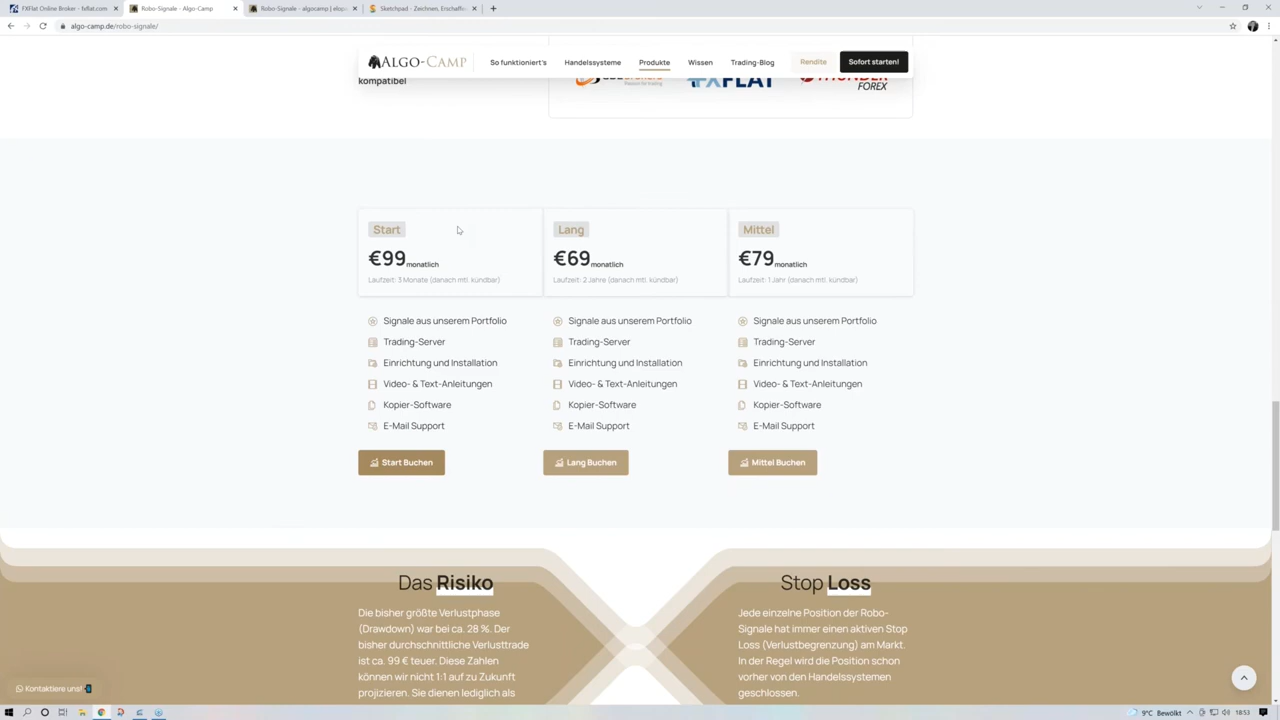 FXFlat Online Broker - fxflat.com
Robo-Signale - Algo-Camp
Robo-Signale - algocamp | elop
Sketchpad - Zeichnen, Erschaffe
algo-camp.de/robo-signale/
ALGO-CAMP
So funktioniert's
Handelssysteme
Produkte
Wissen
Trading-Blog
Rendite
Sofort starten!
kompatibel
FXFLAT
FOREX
Start
€99 monatlich
Laufzeit: 3 Monate (danach mtl. kündbar)
Signale aus unserem Portfolio
Trading-Server
Einrichtung und Installation
Video- & Text-Anleitungen
Kopier-Software
E-Mail Support
Start Buchen
Lang
€69 monatlich
Laufzeit: 2 Jahre (danach mtl. kündbar)
Signale aus unserem Portfolio
Trading-Server
Einrichtung und Installation
Video- & Text-Anleitungen
Kopier-Software
E-Mail Support
Lang Buchen
Mittel
€79 monatlich
Laufzeit: 1 Jahr (danach mtl. kündbar)
Signale aus unserem Portfolio
Trading-Server
Einrichtung und Installation
Video- & Text-Anleitungen
Kopier-Software
E-Mail Support
Mittel Buchen
Das Risiko
Die bisher größte Verlustphase
(Drawdown) war bei ca. 28 %. Der
bisher durchschnittliche Verlusttrade
ist ca. 99 € teuer. Diese Zahlen
können wir nicht 1:1 auf zu Zukunft
projizieren. Sie dienen lediglich als
Stop Loss
Jede einzelne Position der Robo-
Signale hat immer einen aktiven Stop
Loss (Verlustbegrenzung) am Markt.
In der Regel wird die Position schon
vorher von den Handelssystemen
geschlossen.
Kontaktiere uns!
9°C Bewölkt
18:53